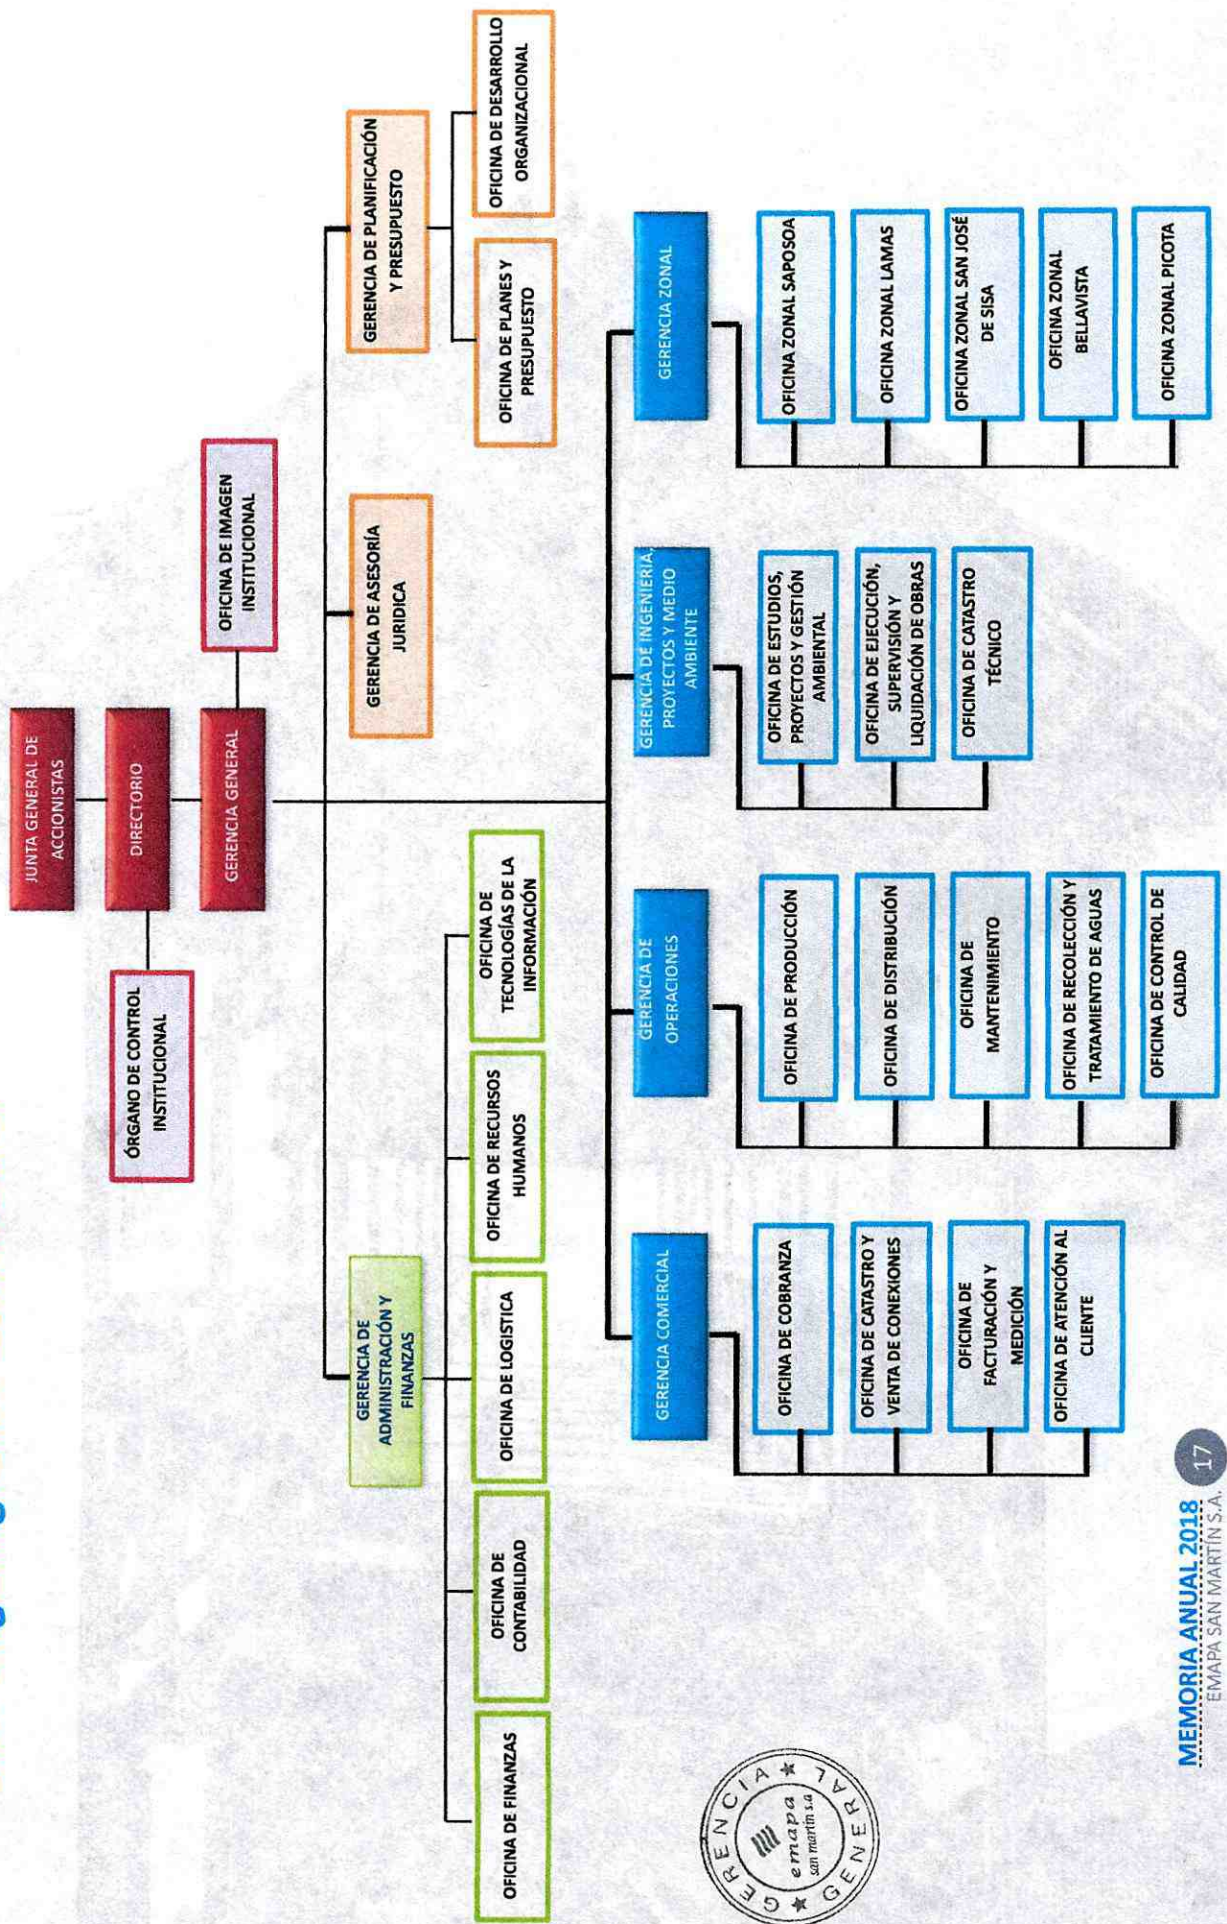 JUNTA GENERAL DE
ACCIONISTAS
DIRECTORIO
ÓRGANO DE CONTROL
INSTITUCIONAL
GERENCIA GENERAL
OFICINA DE IMAGEN
INSTITUCIONAL
GERENCIA DE
ADMINISTRACIÓN Y
FINANZAS
GERENCIA DE ASESORÍA
JURIDICA
GERENCIA DE PLANIFICACIÓN
Y PRESUPUESTO
OFICINA DE FINANZAS
OFICINA DE
CONTABILIDAD
OFICINA DE LOGISTICA
OFICINA DE RECURSOS
HUMANOS
OFICINA DE
TECNOLOGÍAS DE LA
INFORMACIÓN
OFICINA DE PLANES Y
PRESUPUESTO
OFICINA DE DESARROLLO
ORGANIZACIONAL
GERENCIA COMERCIAL
OFICINA DE COBRANZA
OFICINA DE CATASTRO Y
VENTA DE CONEXIONES
OFICINA DE
FACTURACIÓN Y
MEDICIÓN
OFICINA DE ATENCIÓN AL
CLIENTE
GERENCIA DE
OPERACIONES
OFICINA DE PRODUCCIÓN
OFICINA DE DISTRIBUCIÓN
OFICINA DE
MANTENIMIENTO
OFICINA DE RECOLECCIÓN Y
TRATAMIENTO DE AGUAS
OFICINA DE CONTROL DE
CALIDAD
GERENCIA DE INGENIERIA,
PROYECTOS Y MEDIO
AMBIENTE
OFICINA DE ESTUDIOS,
PROYECTOS Y GESTIÓN
AMBIENTAL
OFICINA DE EJECUCIÓN,
SUPERVISIÓN Y
LIQUIDACIÓN DE OBRAS
OFICINA DE CATASTRO
TÉCNICO
GERENCIA ZONAL
OFICINA ZONAL SAPOSOA
OFICINA ZONAL LAMAS
OFICINA ZONAL SAN JOSÉ
DE SISA
OFICINA ZONAL
BELLAVISTA
OFICINA ZONAL PICOTA
GERENCIA
emapa
san martín s.a
GENERAL
MEMORIA ANUAL 2018
EMAPA SAN MARTÍN S.A.
17